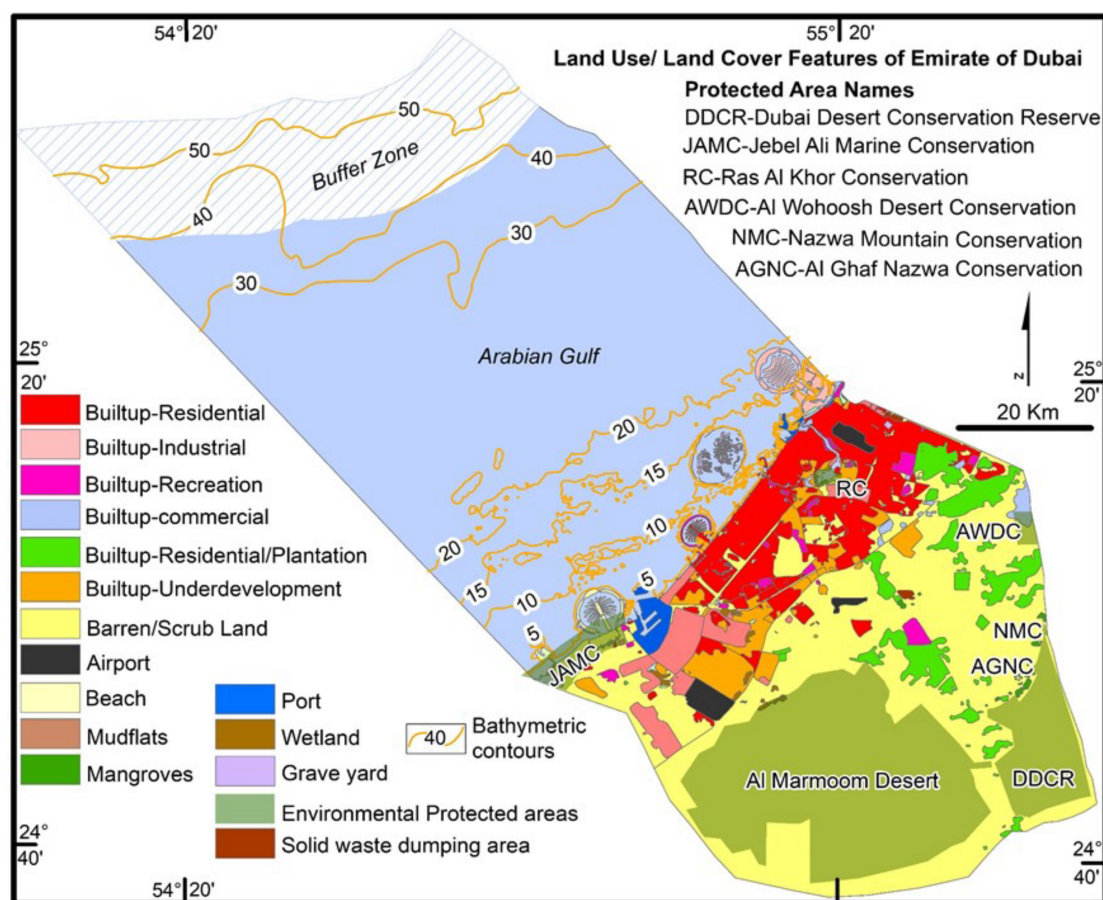 54° 20'
55° 20'
Land Use/ Land Cover Features of Emirate of Dubai
Protected Area Names
DDCR-Dubai Desert Conservation Reserve
JAMC-Jebel Ali Marine Conservation
RC-Ras Al Khor Conservation
AWDC-Al Wohoosh Desert Conservation
NMC-Nazwa Mountain Conservation
AGNC-Al Ghaf Nazwa Conservation
50
50
Buffer Zone
40
40
30
30
Arabian Gulf
25°
20'
25°
20'
N
20 Km
20
15
10
5
20
15
10
5
RC
AWDC
NMC
AGNC
JAMC
Al Marmoom Desert
DDCR
Builtup-Residential
Builtup-Industrial
Builtup-Recreation
Builtup-commercial
Builtup-Residential/Plantation
Builtup-Underdevelopment
Barren/Scrub Land
Airport
Beach
Mudflats
Mangroves
Port
Wetland
Grave yard
Environmental Protected areas
Solid waste dumping area
40
Bathymetric
contours
24°
40'
24°
40'
54° 20'
55° 20'